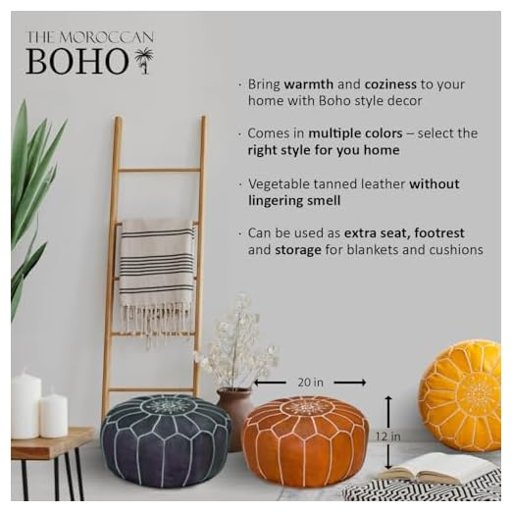 THE MOROCCAN
BOHO
· Bring warmth and coziness to your
home with Boho style decor
· Comes in multiple colors – select the
right style for you home
· Vegetable tanned leather without
lingering smell
· Can be used as extra seat, footrest
and storage for blankets and cushions
20 in
12 in